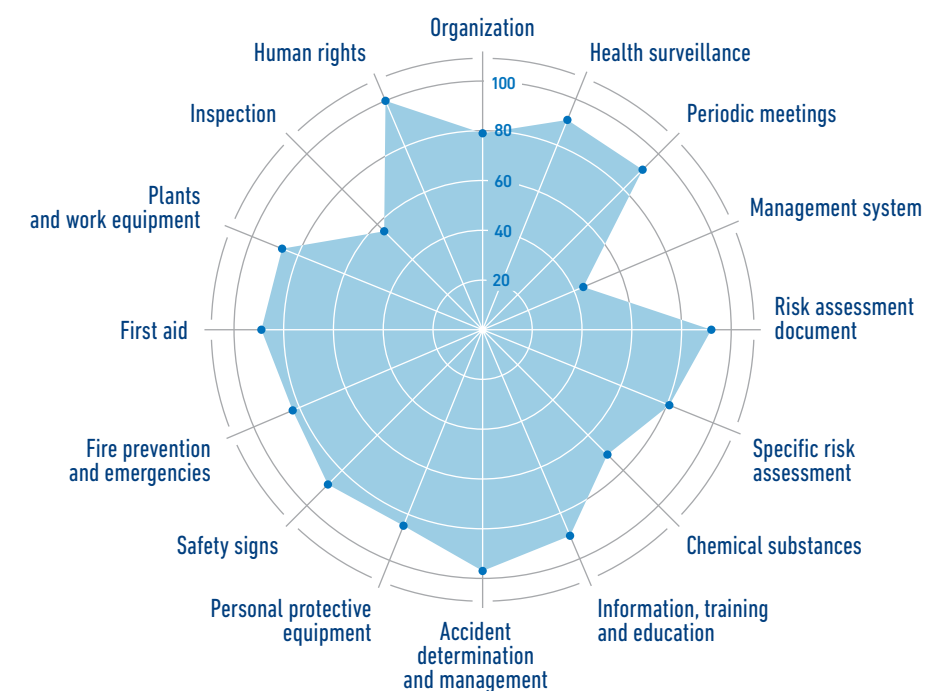 Organization
Health surveillance
Periodic meetings
Management system
Risk assessment
document
Specific risk
assessment
Chemical substances
Information, training
and education
Accident
determination
and management
Personal protective
equipment
Safety signs
Fire prevention
and emergencies
First aid
Plants
and work equipment
Inspection
Human rights
100
80
60
40
20